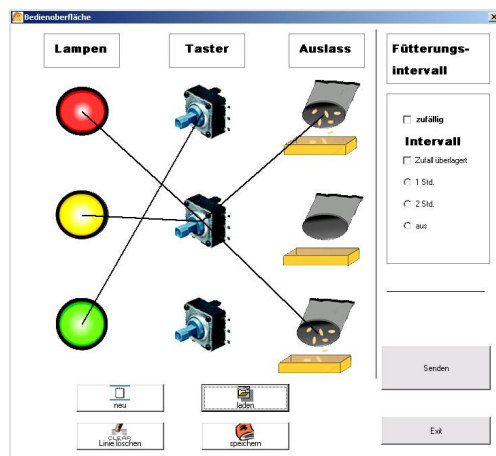 Bedienoberfläche
Lampen
Taster
Auslass
Fütterungs-
intervall
zufällig
Intervall
Zufall überlagert
1 Std.
2 Std.
aus
Senden
neu
laden
CLEAR
Linie löschen
speichern
Exit